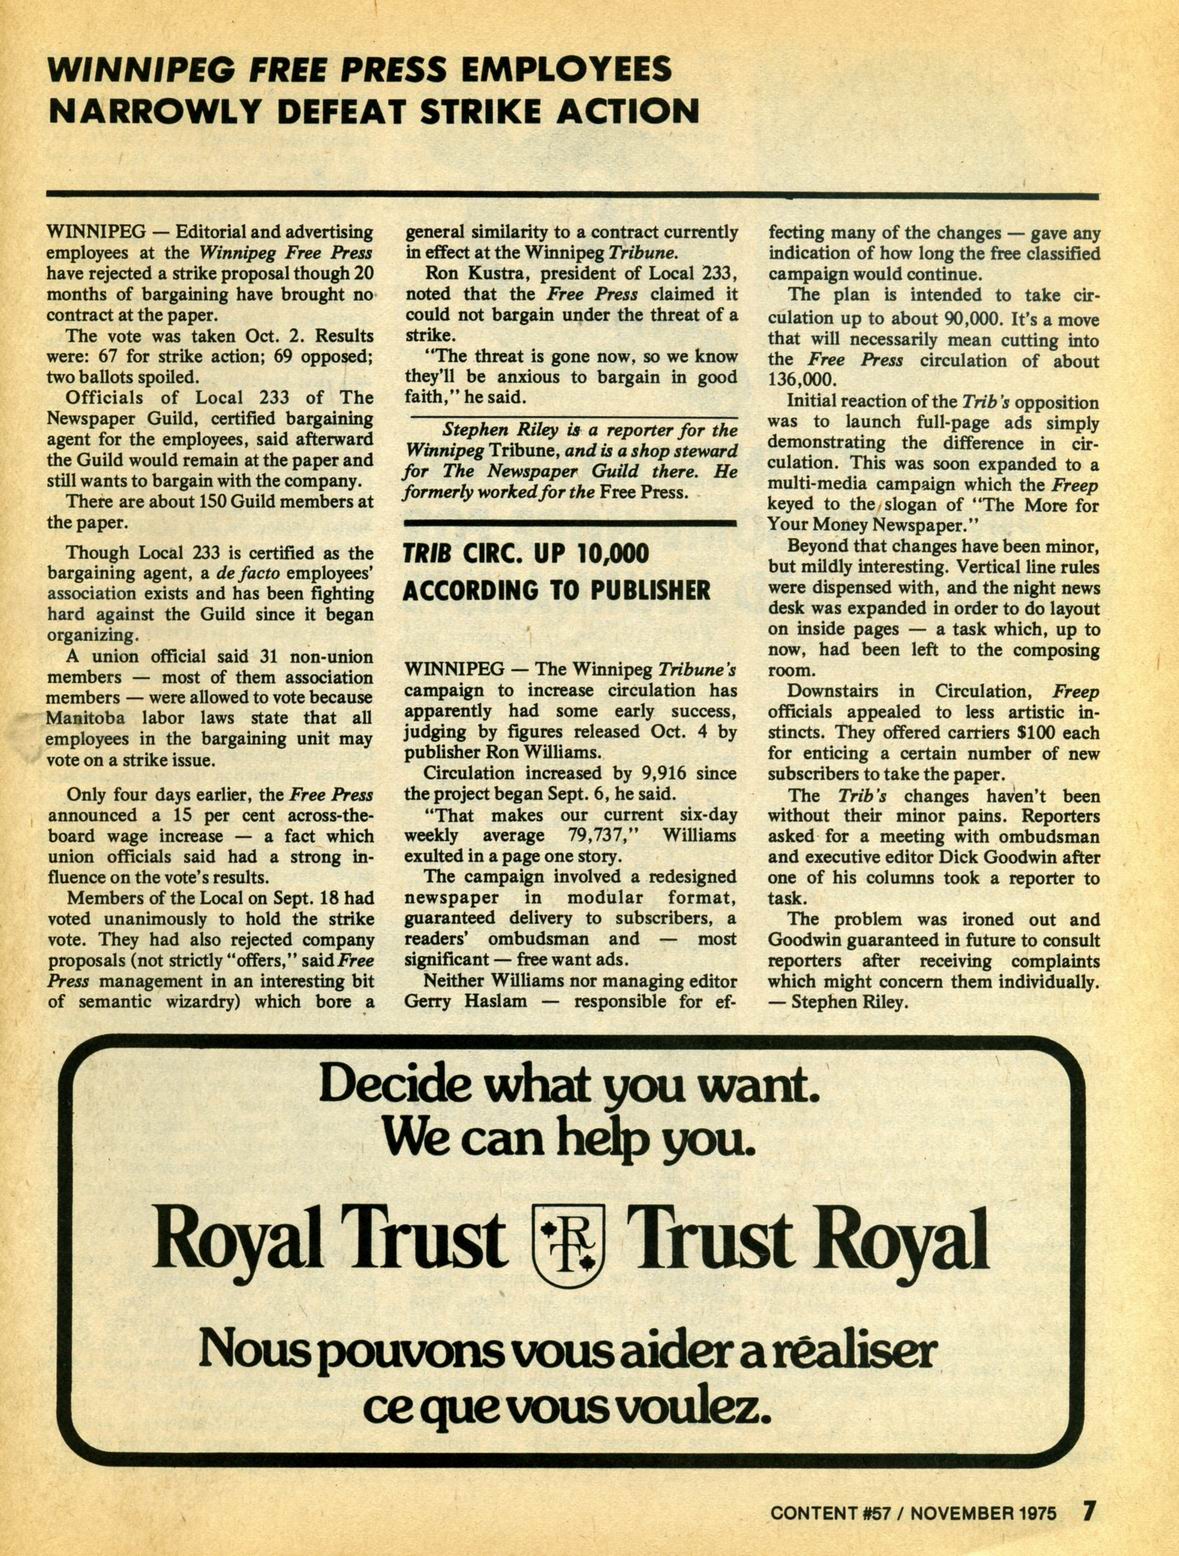 WINNIPEG FREE PRESS EMPLOYEES
NARROWLY DEFEAT STRIKE ACTION
WINNIPEG — Editorial and advertising
employees at the Winnipeg Free Press
have rejected a strike proposal though 20
months of bargaining have brought no
contract at the paper.
The vote was taken Oct. 2. Results
were: 67 for strike action; 69 opposed;
two ballots spoiled.
Officials of Local 233 of The
Newspaper Guild, certified bargaining
agent for the employees, said afterward
the Guild would remain at the paper and
still wants to bargain with the company.
There are about 150 Guild members at
the paper.
Though Local 233 is certified as the
bargaining agent, a de facto employees'
association exists and has been fighting
hard against the Guild since it began
organizing.
A union official said 31 non-union
members — most of them association
members — were allowed to vote because
Manitoba labor laws state that all
employees in the bargaining unit may
vote on a strike issue.
Only four days earlier, the Free Press
announced a 15 per cent across-the-
board wage increase — a fact which
union officials said had a strong in-
fluence on the vote's results.
Members of the Local on Sept. 18 had
voted unanimously to hold the strike
vote. They had also rejected company
proposals (not strictly "offers," said Free
Press management in an interesting bit
of semantic wizardry) which bore a
general similarity to a contract currently
in effect at the Winnipeg Tribune.
Ron Kustra, president of Local 233,
noted that the Free Press claimed it
could not bargain under the threat of a
strike.
"The threat is gone now, so we know
they'll be anxious to bargain in good
faith," he said.
Stephen Riley is a reporter for the
Winnipeg Tribune, and is a shop steward
for The Newspaper Guild there. He
formerly worked for the Free Press.
TRIB CIRC. UP 10,000
ACCORDING TO PUBLISHER
WINNIPEG — The Winnipeg Tribune's
campaign to increase circulation has
apparently had some early success,
judging by figures released Oct. 4 by
publisher Ron Williams.
Circulation increased by 9,916 since
the project began Sept. 6, he said.
"That makes our current six-day
weekly average 79,737," Williams
exulted in a page one story.
The campaign involved a redesigned
newspaper in modular format,
guaranteed delivery to subscribers, a
readers' ombudsman and — most
significant — free want ads.
Neither Williams nor managing editor
Gerry Haslam — responsible for ef-
fecting many of the changes — gave any
indication of how long the free classified
campaign would continue.
The plan is intended to take cir-
culation up to about 90,000. It's a move
that will necessarily mean cutting into
the Free Press circulation of about
136,000.
Initial reaction of the Trib's opposition
was to launch full-page ads simply
demonstrating the difference in cir-
culation. This was soon expanded to a
multi-media campaign which the Freep
keyed to the slogan of "The More for
Your Money Newspaper."
Beyond that changes have been minor,
but mildly interesting. Vertical line rules
were dispensed with, and the night news
desk was expanded in order to do layout
on inside pages — a task which, up to
now, had been left to the composing
room.
Downstairs in Circulation, Freep
officials appealed to less artistic in-
stincts. They offered carriers $100 each
for enticing a certain number of new
subscribers to take the paper.
The Trib's changes haven't been
without their minor pains. Reporters
asked for a meeting with ombudsman
and executive editor Dick Goodwin after
one of his columns took a reporter to
task.
The problem was ironed out and
Goodwin guaranteed in future to consult
reporters after receiving complaints
which might concern them individually.
— Stephen Riley.
Decide what you want.
We can help you.
Royal Trust RT Trust Royal
Nous pouvons vous aider a réaliser
ce que vous voulez.
CONTENT #57 / NOVEMBER 1975 7